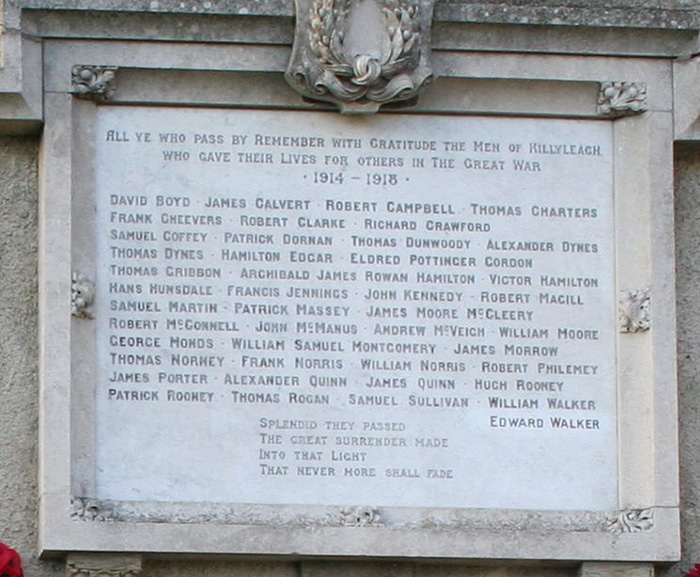 ALL YE WHO PASS BY REMEMBER WITH GRATITUDE THE MEN OF KILLYLEAGH,
WHO GAVE THEIR LIVES FOR OTHERS IN THE GREAT WAR
· 1914 – 1918 ·
DAVID BOYD · JAMES CALVERT · ROBERT CAMPBELL · THOMAS CHARTERS
FRANK CHEEVERS · ROBERT CLARKE · RICHARD CRAWFORD
SAMUEL COFFEY · PATRICK DORNAN · THOMAS DUNWOODY · ALEXANDER DYNES
THOMAS DYNES · HAMILTON EDGAR · ELDRED POTTINGER GORDON
THOMAS GRIBBON · ARCHIBALD JAMES ROWAN HAMILTON · VICTOR HAMILTON
HANS HUNSDALE · FRANCIS JENNINGS · JOHN KENNEDY · ROBERT MAGILL
SAMUEL MARTIN · PATRICK MASSEY · JAMES MOORE McCLEERY
ROBERT McCONNELL · JOHN McMANUS · ANDREW McVEIGH · WILLIAM MOORE
GEORGE MONDS · WILLIAM SAMUEL MONTGOMERY · JAMES MORROW
THOMAS NORNEY · FRANK NORRIS · WILLIAM NORRIS · ROBERT PHILEMEY
JAMES PORTER · ALEXANDER QUINN · JAMES QUINN · HUGH ROONEY
PATRICK ROONEY · THOMAS ROGAN · SAMUEL SULLIVAN · WILLIAM WALKER
EDWARD WALKER
SPLENDID THEY PASSED
THE GREAT SURRENDER MADE
INTO THAT LIGHT
THAT NEVER MORE SHALL FADE